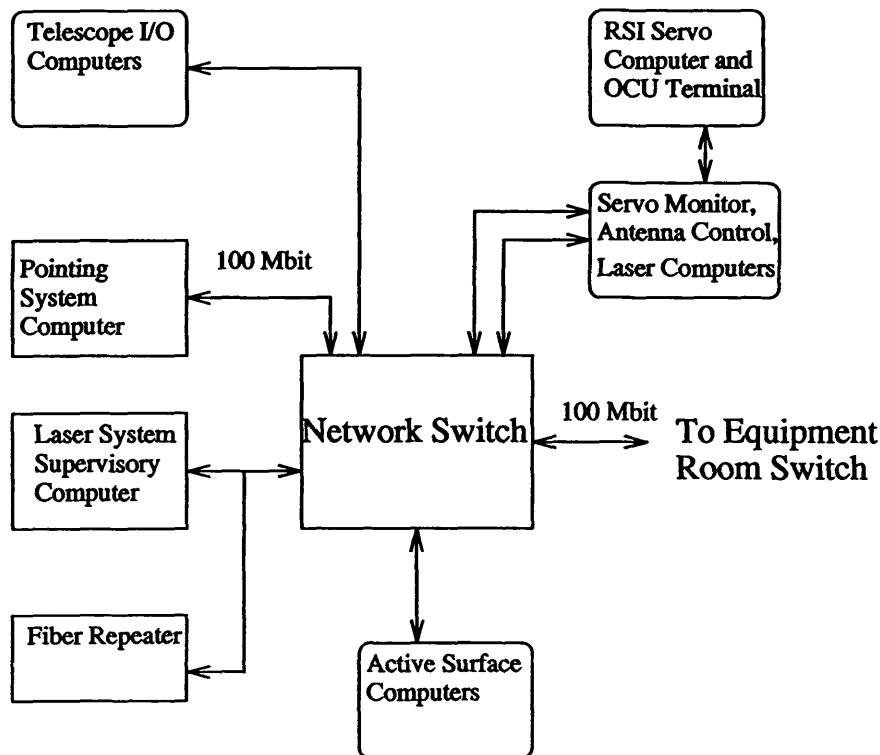 Telescope I/O
Computers
RSI Servo
Computer and
OCU Terminal
Servo Monitor,
Antenna Control,
Laser Computers
Pointing
System
Computer
100 Mbit
Network Switch
100 Mbit
To Equipment
Room Switch
Laser System
Supervisory
Computer
Fiber Repeater
Active Surface
Computers